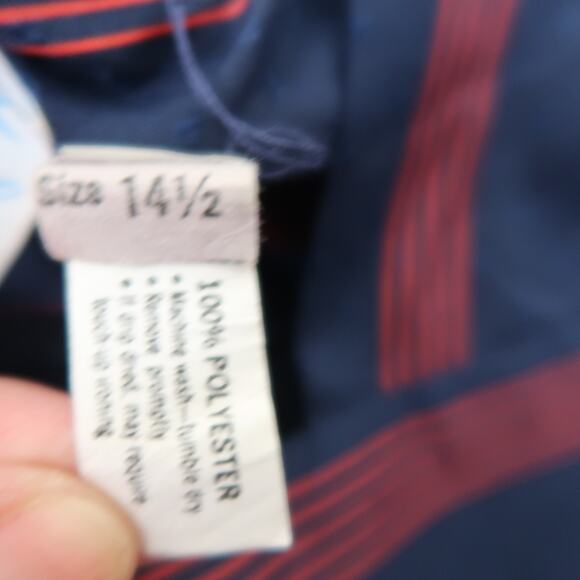 Size 14½
100% POLYESTER
• Machine wash—tumble dry
• Remove promptly
• If drip dried, may require
touch up ironing